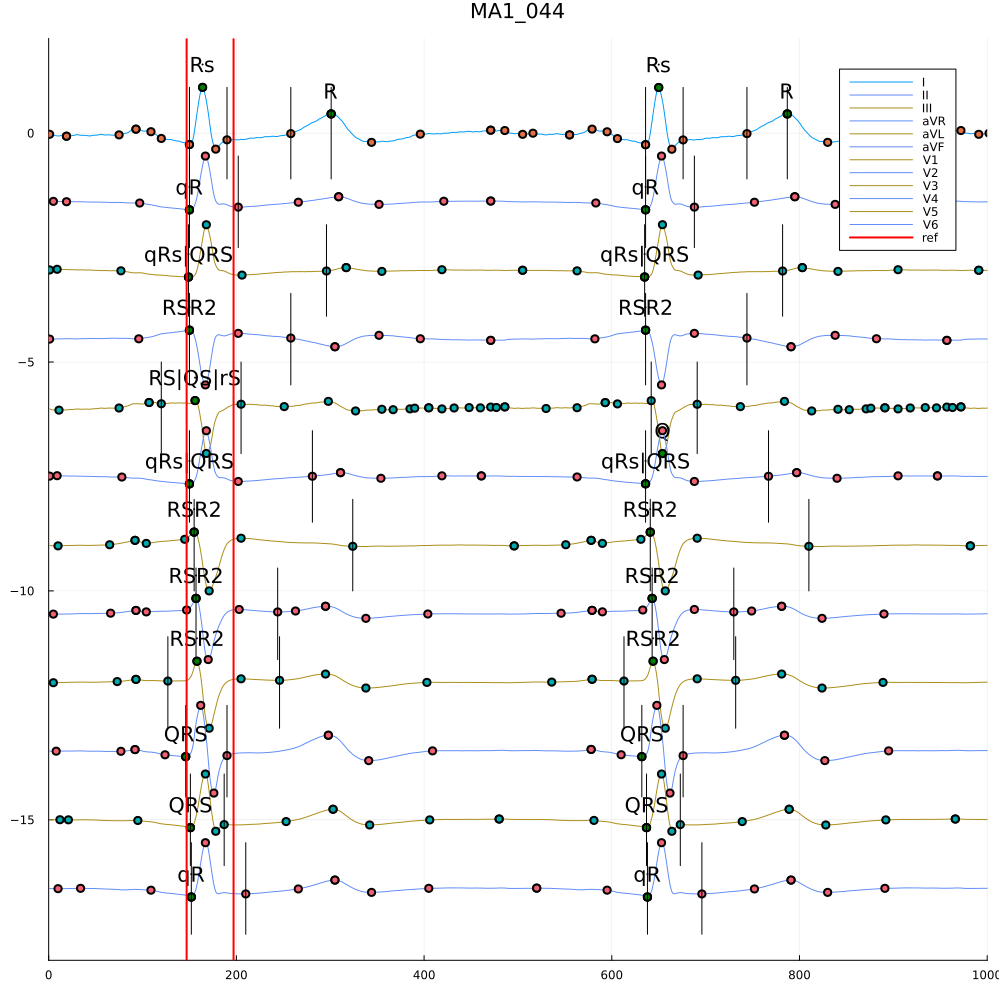 MA1_044
Rs Rs
R R
I
II
III
aVR
aVL
aVF
V1
V2
V3
V4
V5
V6
ref
0
qR qR
qRs|QRS qRs|QRS
RSR2 RSR2
−5
RS|QS|rS
Q
qRs|QRS qRs|QRS
RSR2 RSR2
−10
RSR2 RSR2
RSR2 RSR2
QRS QRS
−15
QRS QRS
qR qR
0 200 400 600 800 1000